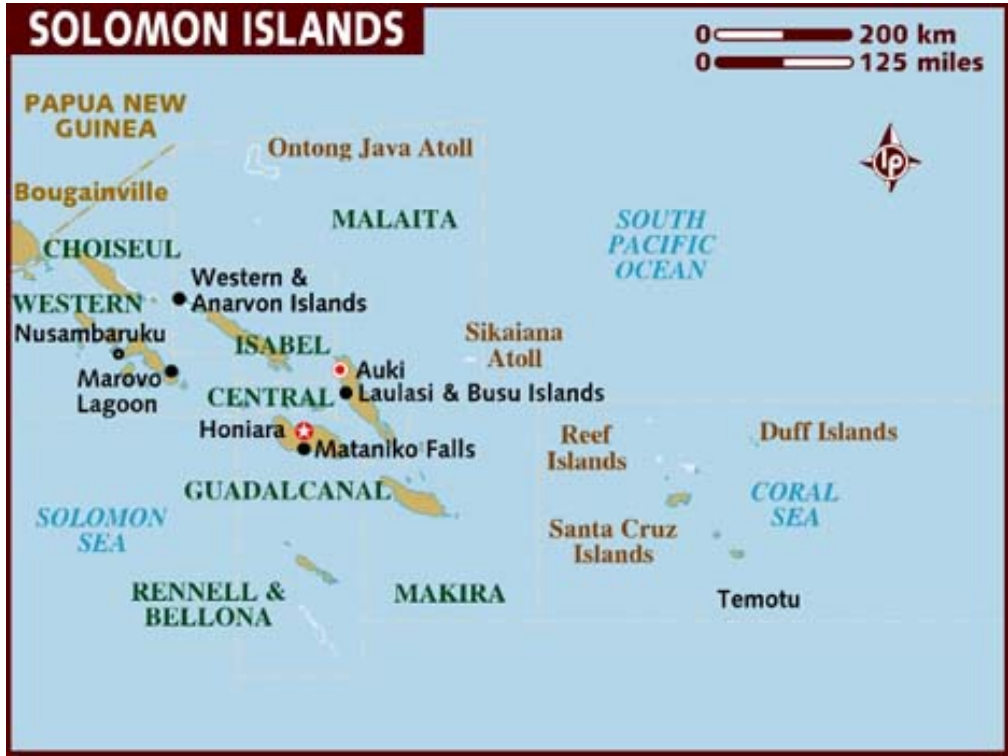 SOLOMON ISLANDS
0 200 km
0 125 miles
PAPUA NEW
GUINEA
Ontong Java Atoll
lp
Bougainville
MALAITA
SOUTH
PACIFIC
OCEAN
CHOISEUL
Western &
Anarvon Islands
WESTERN
Nusambaruku
ISABEL
Sikaiana
Atoll
Marovo
Lagoon
Auki
Laulasi & Busu Islands
CENTRAL
Honiara
Mataniko Falls
Reef
Islands
Duff Islands
GUADALCANAL
CORAL
SEA
SOLOMON
SEA
Santa Cruz
Islands
RENNELL &
BELLONA
MAKIRA
Temotu